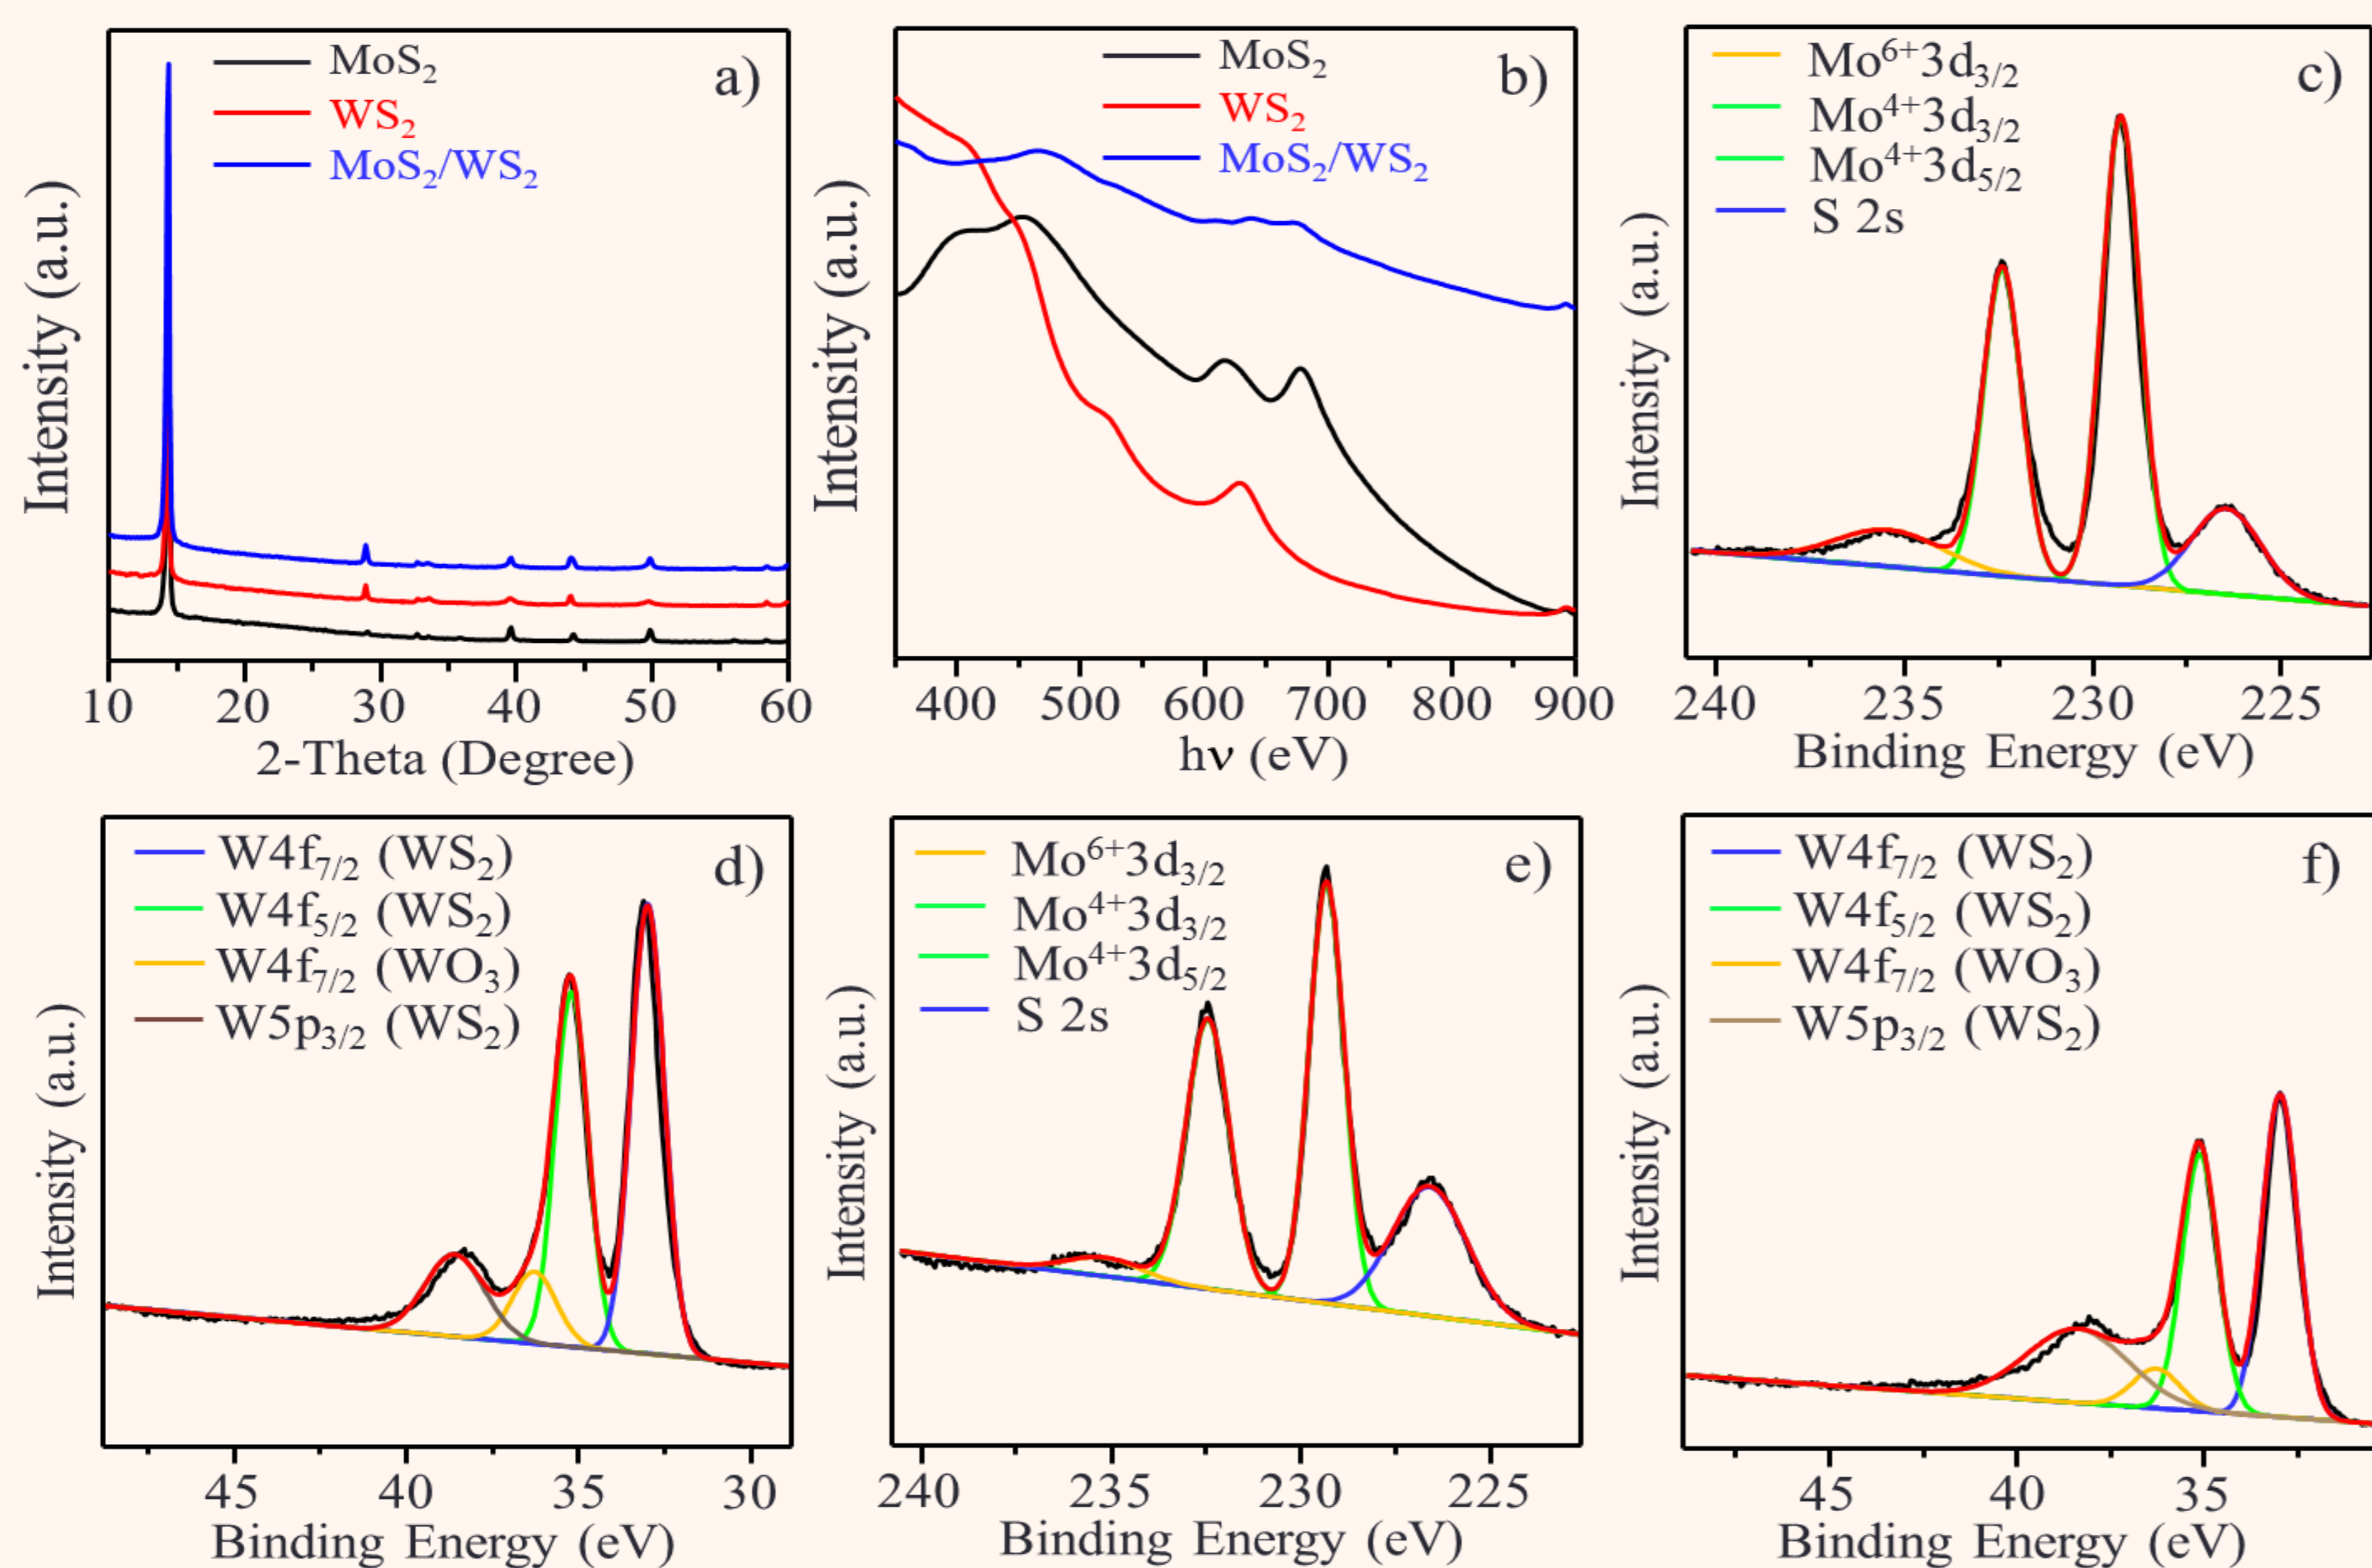 a)
MoS₂
WS₂
MoS₂/WS₂
Intensity (a.u.)
10 20 30 40 50 60
2-Theta (Degree)
b)
MoS₂
WS₂
MoS₂/WS₂
Intensity (a.u.)
400 500 600 700 800 900
hν (eV)
c)
Mo⁶⁺3d₃/₂
Mo⁴⁺3d₃/₂
Mo⁴⁺3d₅/₂
S 2s
Intensity (a.u.)
240 235 230 225
Binding Energy (eV)
d)
W4f₇/₂ (WS₂)
W4f₅/₂ (WS₂)
W4f₇/₂ (WO₃)
W5p₃/₂ (WS₂)
Intensity (a.u.)
45 40 35 30
Binding Energy (eV)
e)
Mo⁶⁺3d₃/₂
Mo⁴⁺3d₃/₂
Mo⁴⁺3d₅/₂
S 2s
Intensity (a.u.)
240 235 230 225
Binding Energy (eV)
f)
W4f₇/₂ (WS₂)
W4f₅/₂ (WS₂)
W4f₇/₂ (WO₃)
W5p₃/₂ (WS₂)
Intensity (a.u.)
45 40 35
Binding Energy (eV)